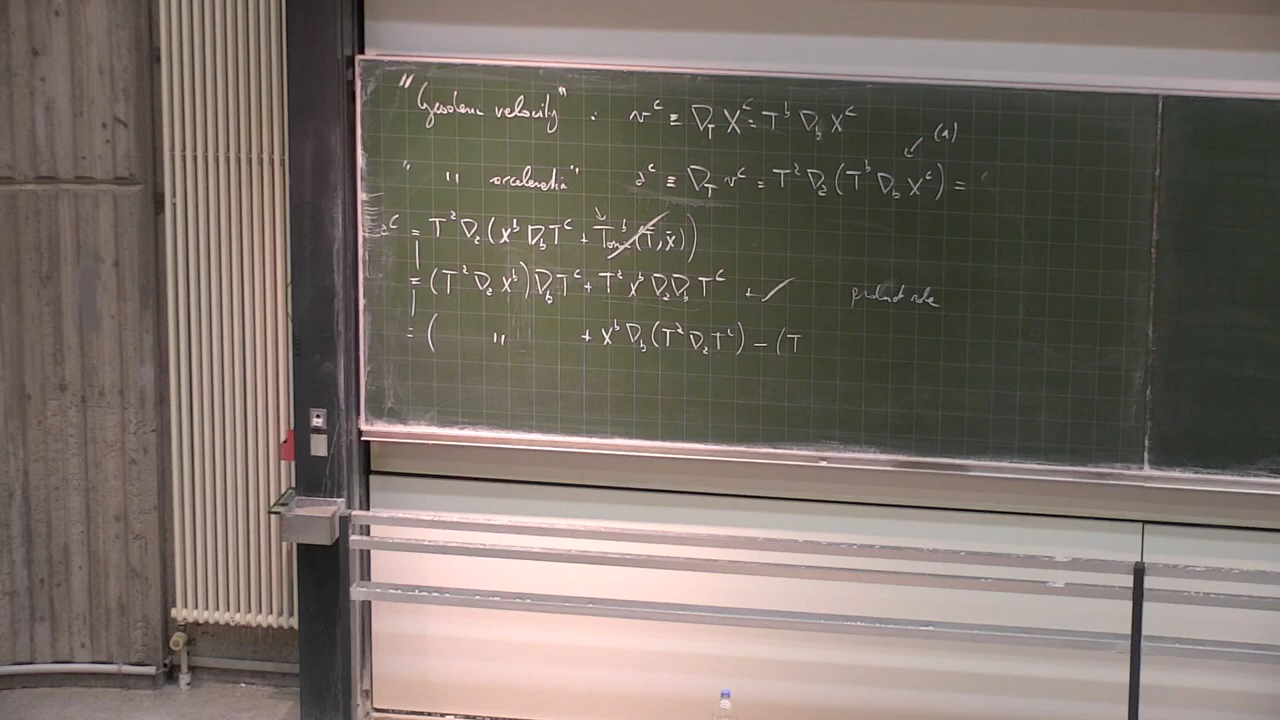 "Geodesic velocity" : v^c ≡ ∇_T X^c = T^b ∇_b X^c
(a)
" " acceleration" a^c ≡ ∇_T v^c = T^a ∇_a (T^b ∇_b X^c) =
a^c = T^a ∇_a (X^b ∇_b T^c + (T̄, X̄))
= (T^a ∇_a X^b) ∇_b T^c + T^a X^b ∇_a ∇_b T^c + product rule
= ( " + X^b ∇_b (T^a ∇_a T^c) - (T